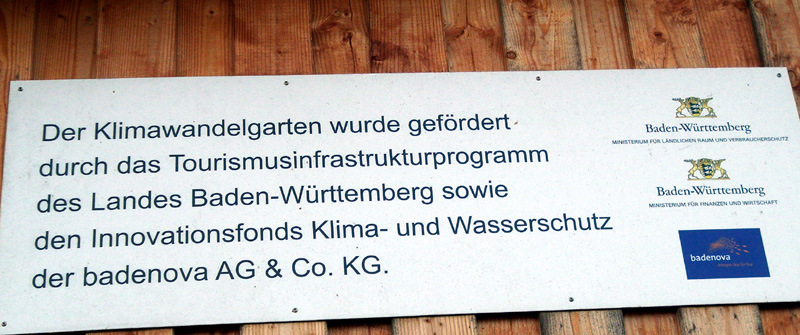 Der Klimawandelgarten wurde gefördert
durch das Tourismusinfrastrukturprogramm
des Landes Baden-Württemberg sowie
den Innovationsfonds Klima- und Wasserschutz
der badenova AG & Co. KG.
Baden-Württemberg
MINISTERIUM FÜR LÄNDLICHEN RAUM UND VERBRAUCHERSCHUTZ
Baden-Württemberg
MINISTERIUM FÜR FINANZEN UND WIRTSCHAFT
badenova